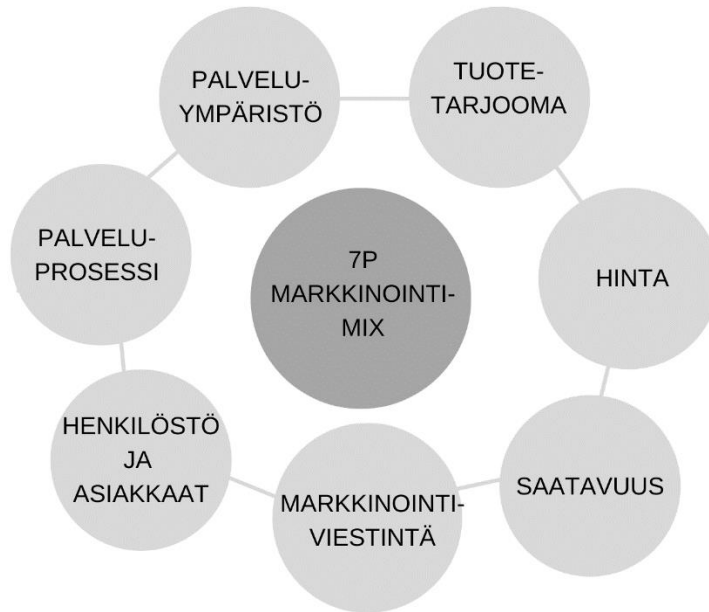 PALVELU-
YMPÄRISTÖ
TUOTE-
TARJOOMA
PALVELU-
PROSESSI
7P
MARKKINOINTI-
MIX
HINTA
HENKILÖSTÖ
JA
ASIAKKAAT
MARKKINOINTI-
VIESTINTÄ
SAATAVUUS